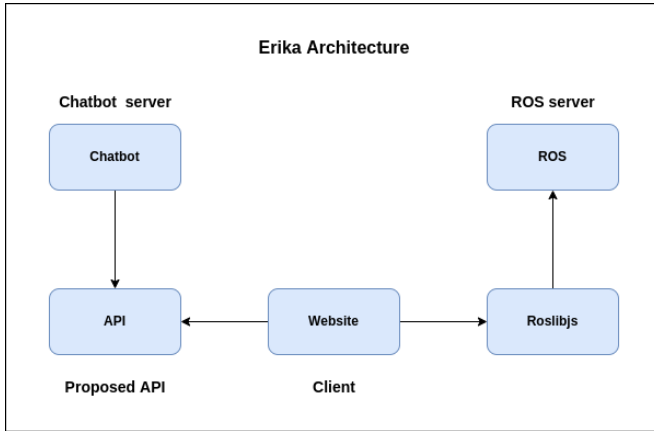 Erika Architecture
Chatbot server
ROS server
Chatbot
ROS
API
Website
Roslibjs
Proposed API
Client